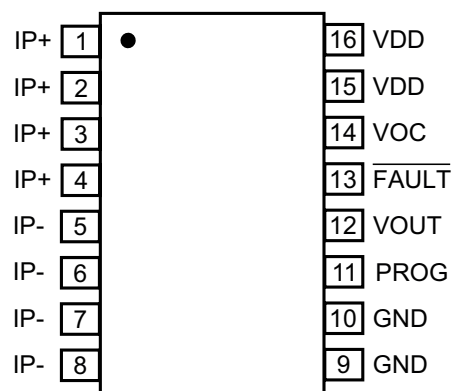 IP+ 1 16 VDD
IP+ 2 15 VDD
IP+ 3 14 VOC
IP+ 4 13 FAULT
IP- 5 12 VOUT
IP- 6 11 PROG
IP- 7 10 GND
IP- 8 9 GND